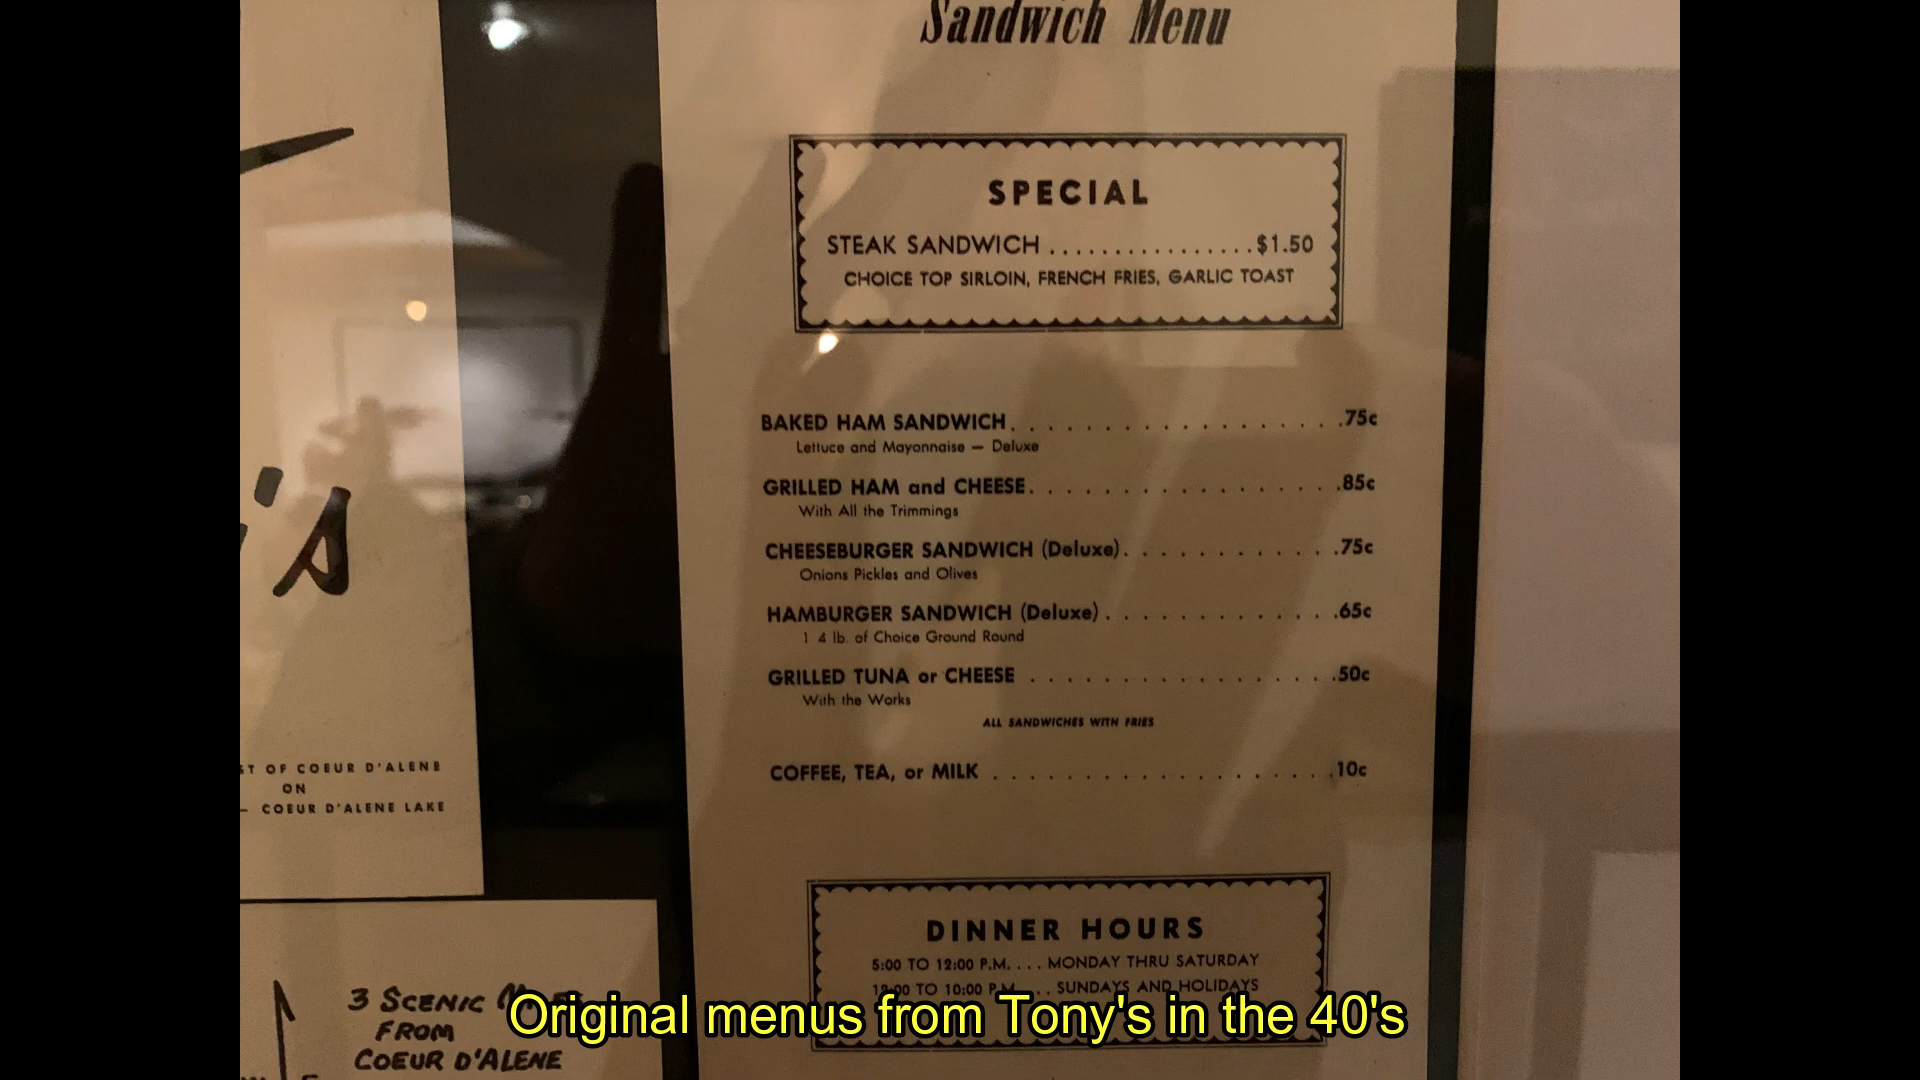 Sandwich Menu
SPECIAL
STEAK SANDWICH ................$1.50
CHOICE TOP SIRLOIN, FRENCH FRIES, GARLIC TOAST
BAKED HAM SANDWICH. . . . . . . . . . . . . . . . . .75c
Lettuce and Mayonnaise — Deluxe
GRILLED HAM and CHEESE. . . . . . . . . . . . . . . . .85c
With All the Trimmings
CHEESEBURGER SANDWICH (Deluxe). . . . . . . . . . . .75c
Onions Pickles and Olives
HAMBURGER SANDWICH (Deluxe) . . . . . . . . . . . . .65c
1 4 lb. of Choice Ground Round
GRILLED TUNA or CHEESE . . . . . . . . . . . . . . . . .50c
With the Works
ALL SANDWICHES WITH FRIES
COFFEE, TEA, or MILK . . . . . . . . . . . . . . . . . . .10c
DINNER HOURS
5:00 TO 12:00 P.M. . . . MONDAY THRU SATURDAY
12:00 TO 10:00 P.M. . . . SUNDAYS AND HOLIDAYS
'S
OF COEUR D'ALENE
ON
– COEUR D'ALENE LAKE
3 SCENIC
FROM
COEUR D'ALENE
Original menus from Tony's in the 40's